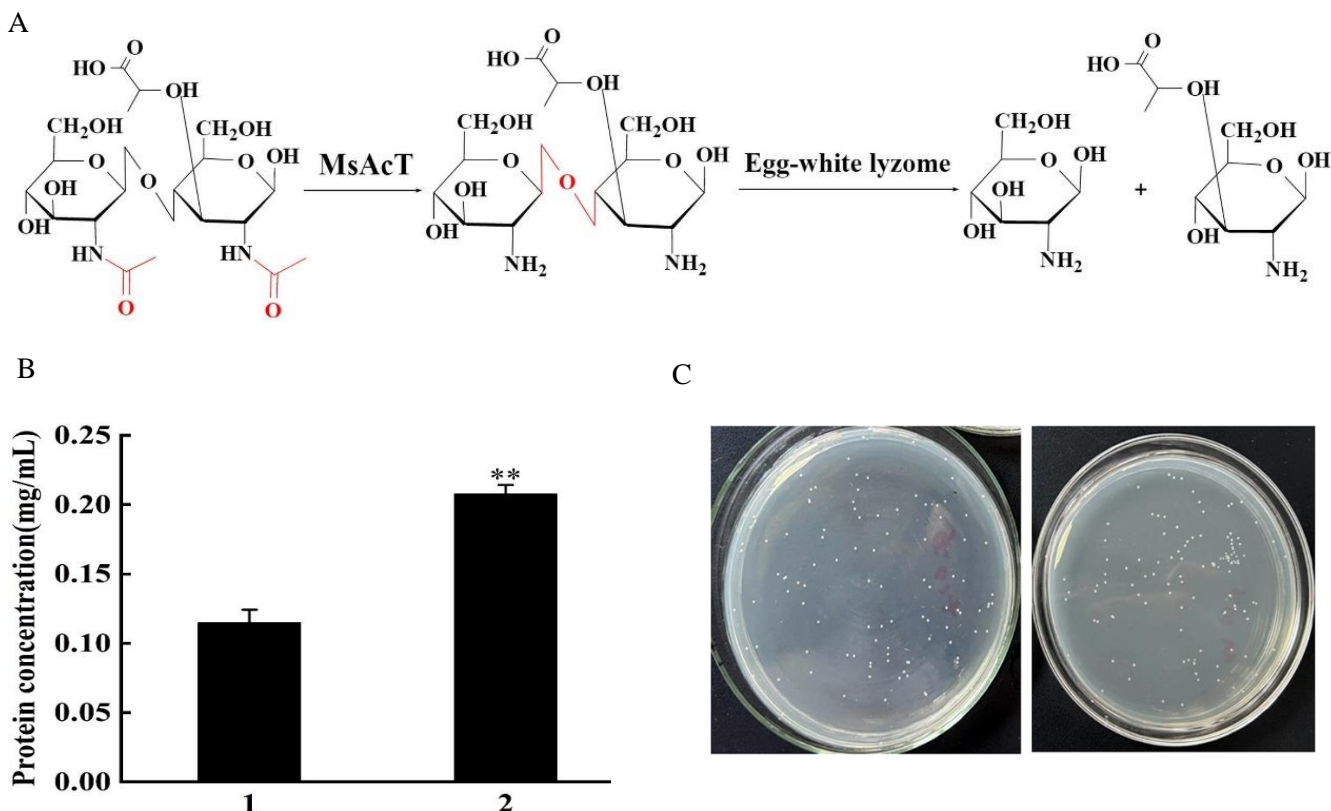 A
HO O OH HO O OH HO O OH
CH2OH CH2OH CH2OH CH2OH CH2OH CH2OH
O O OH MsAcT O O OH Egg-white lyzome O OH + O OH
OH O OH O OH OH
OH HN HN OH NH2 NH2 OH NH2 OH NH2
O O
B
C
Protein concentration(mg/mL)
0.25
0.20
0.15
0.10
0.05
0.00
**
1 2